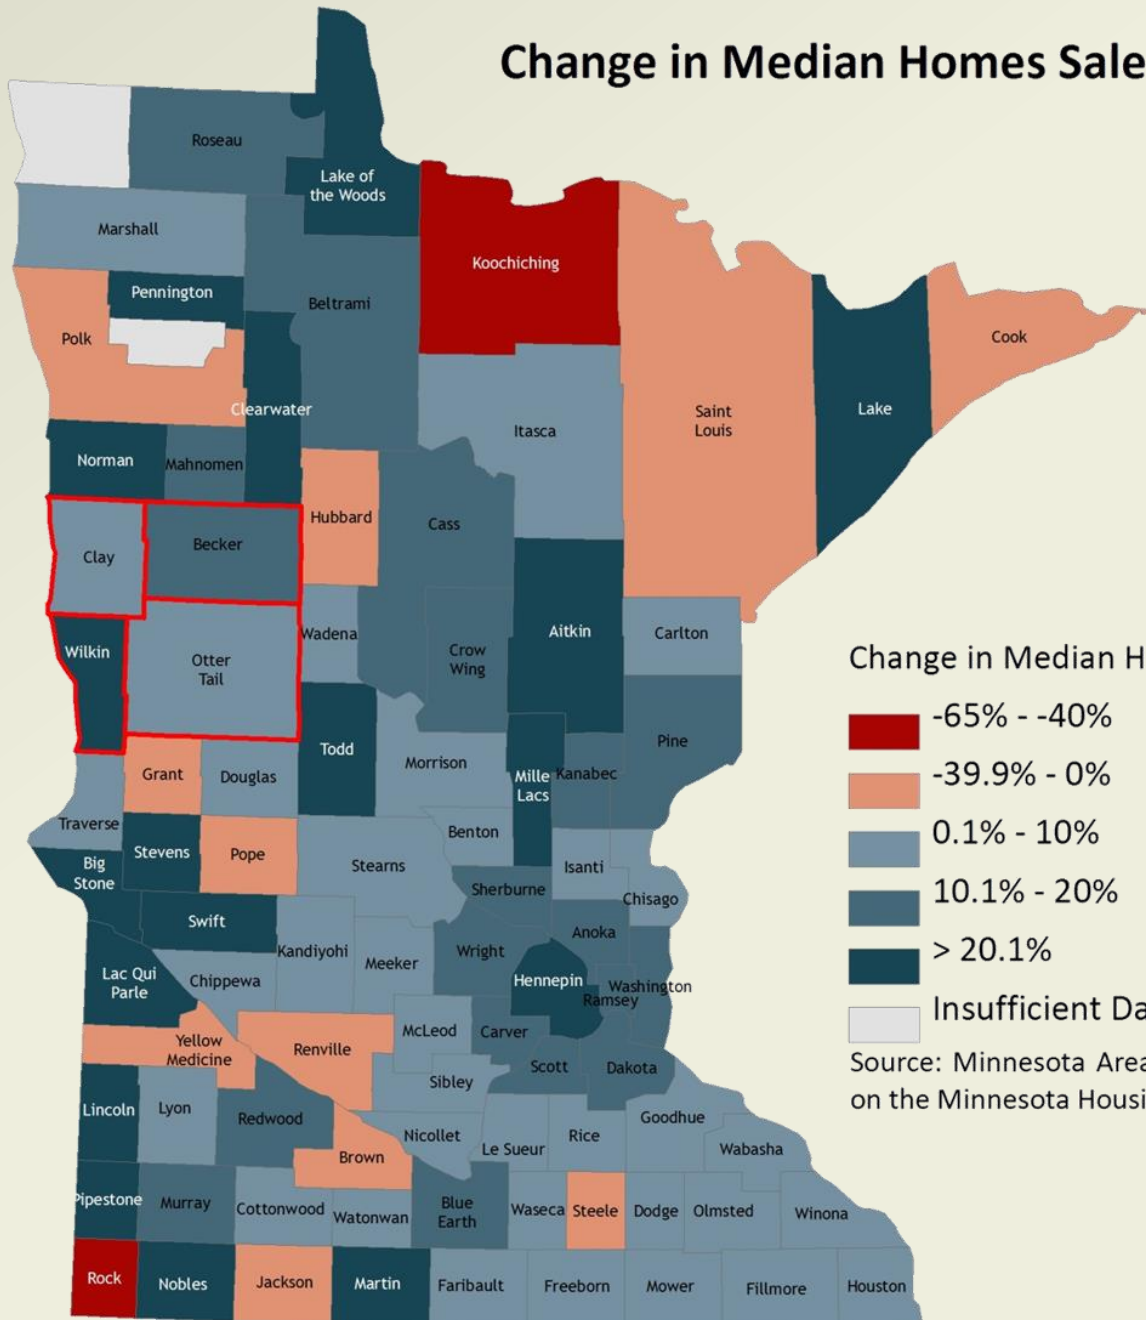 Change in Median Homes Sale
Roseau
Lake of
the Woods
Marshall
Koochiching
Pennington
Beltrami
Polk
Cook
Clearwater
Lake
Saint
Louis
Itasca
Norman
Mahnomen
Hubbard
Cass
Clay
Becker
Wadena
Aitkin
Carlton
Wilkin
Otter
Tail
Crow
Wing
Pine
Todd
Morrison
Grant
Douglas
Mille
Lacs
Kanabec
Traverse
Benton
Stevens
Pope
Stearns
Isanti
Big
Stone
Sherburne
Chisago
Swift
Anoka
Kandiyohi
Wright
Meeker
Lac Qui
Parle
Chippewa
Hennepin
Washington
Ramsey
McLeod
Carver
Yellow
Medicine
Renville
Scott
Dakota
Sibley
Lincoln
Lyon
Redwood
Goodhue
Nicollet
Le Sueur
Rice
Wabasha
Brown
Pipestone
Murray
Cottonwood
Watonwan
Blue
Earth
Waseca
Steele
Dodge
Olmsted
Winona
Rock
Nobles
Jackson
Martin
Faribault
Freeborn
Mower
Fillmore
Houston
Change in Median H
-65% - -40%
-39.9% - 0%
0.1% - 10%
10.1% - 20%
> 20.1%
Insufficient Da
Source: Minnesota Area
on the Minnesota Housi